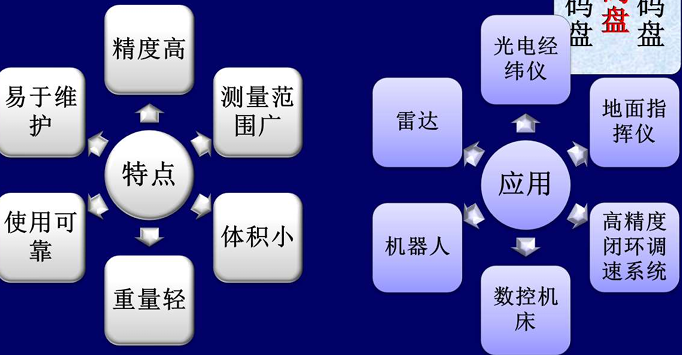 精度高
易于维
护
测量范
围广
特点
使用可
靠
体积小
重量轻
码
盘
盘
码
盘
光电经
纬仪
雷达
地面指
挥仪
应用
机器人
高精度
闭环调
速系统
数控机
床